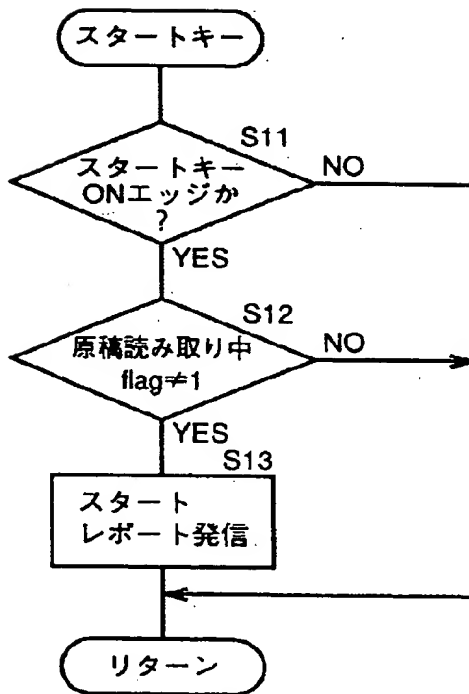 スタートキー
S11
スタートキー
ONエッジか
?
NO
YES
S12
原稿読み取り中
flag≠1
NO
YES
S13
スタート
レポート発信
リターン